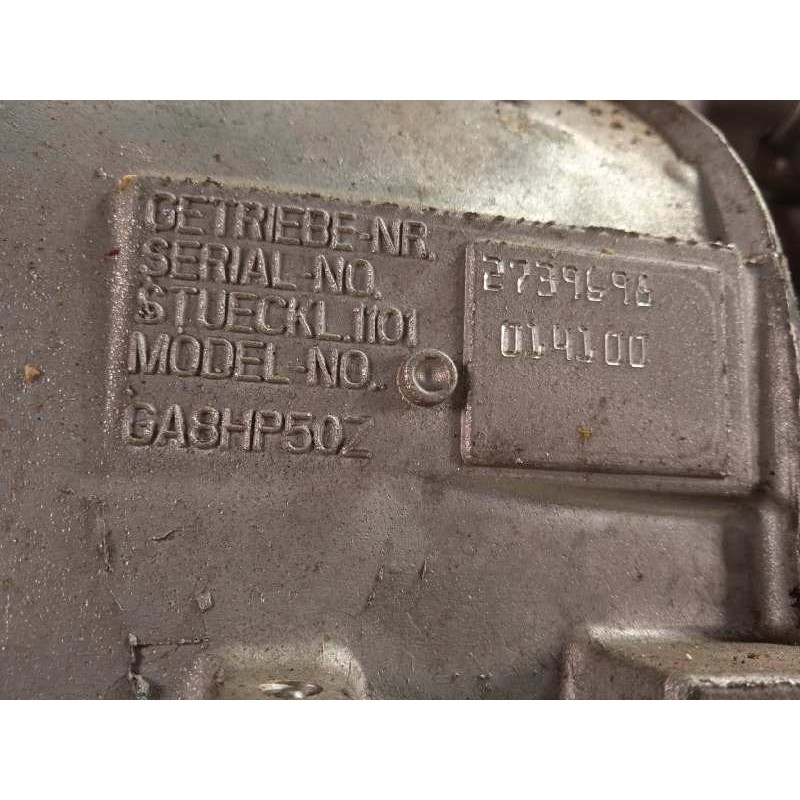 GETRIEBE-NR.
SERIAL-NO. 2739696
STUECKL.1101
MODEL-NO. 014100
GA8HP50Z